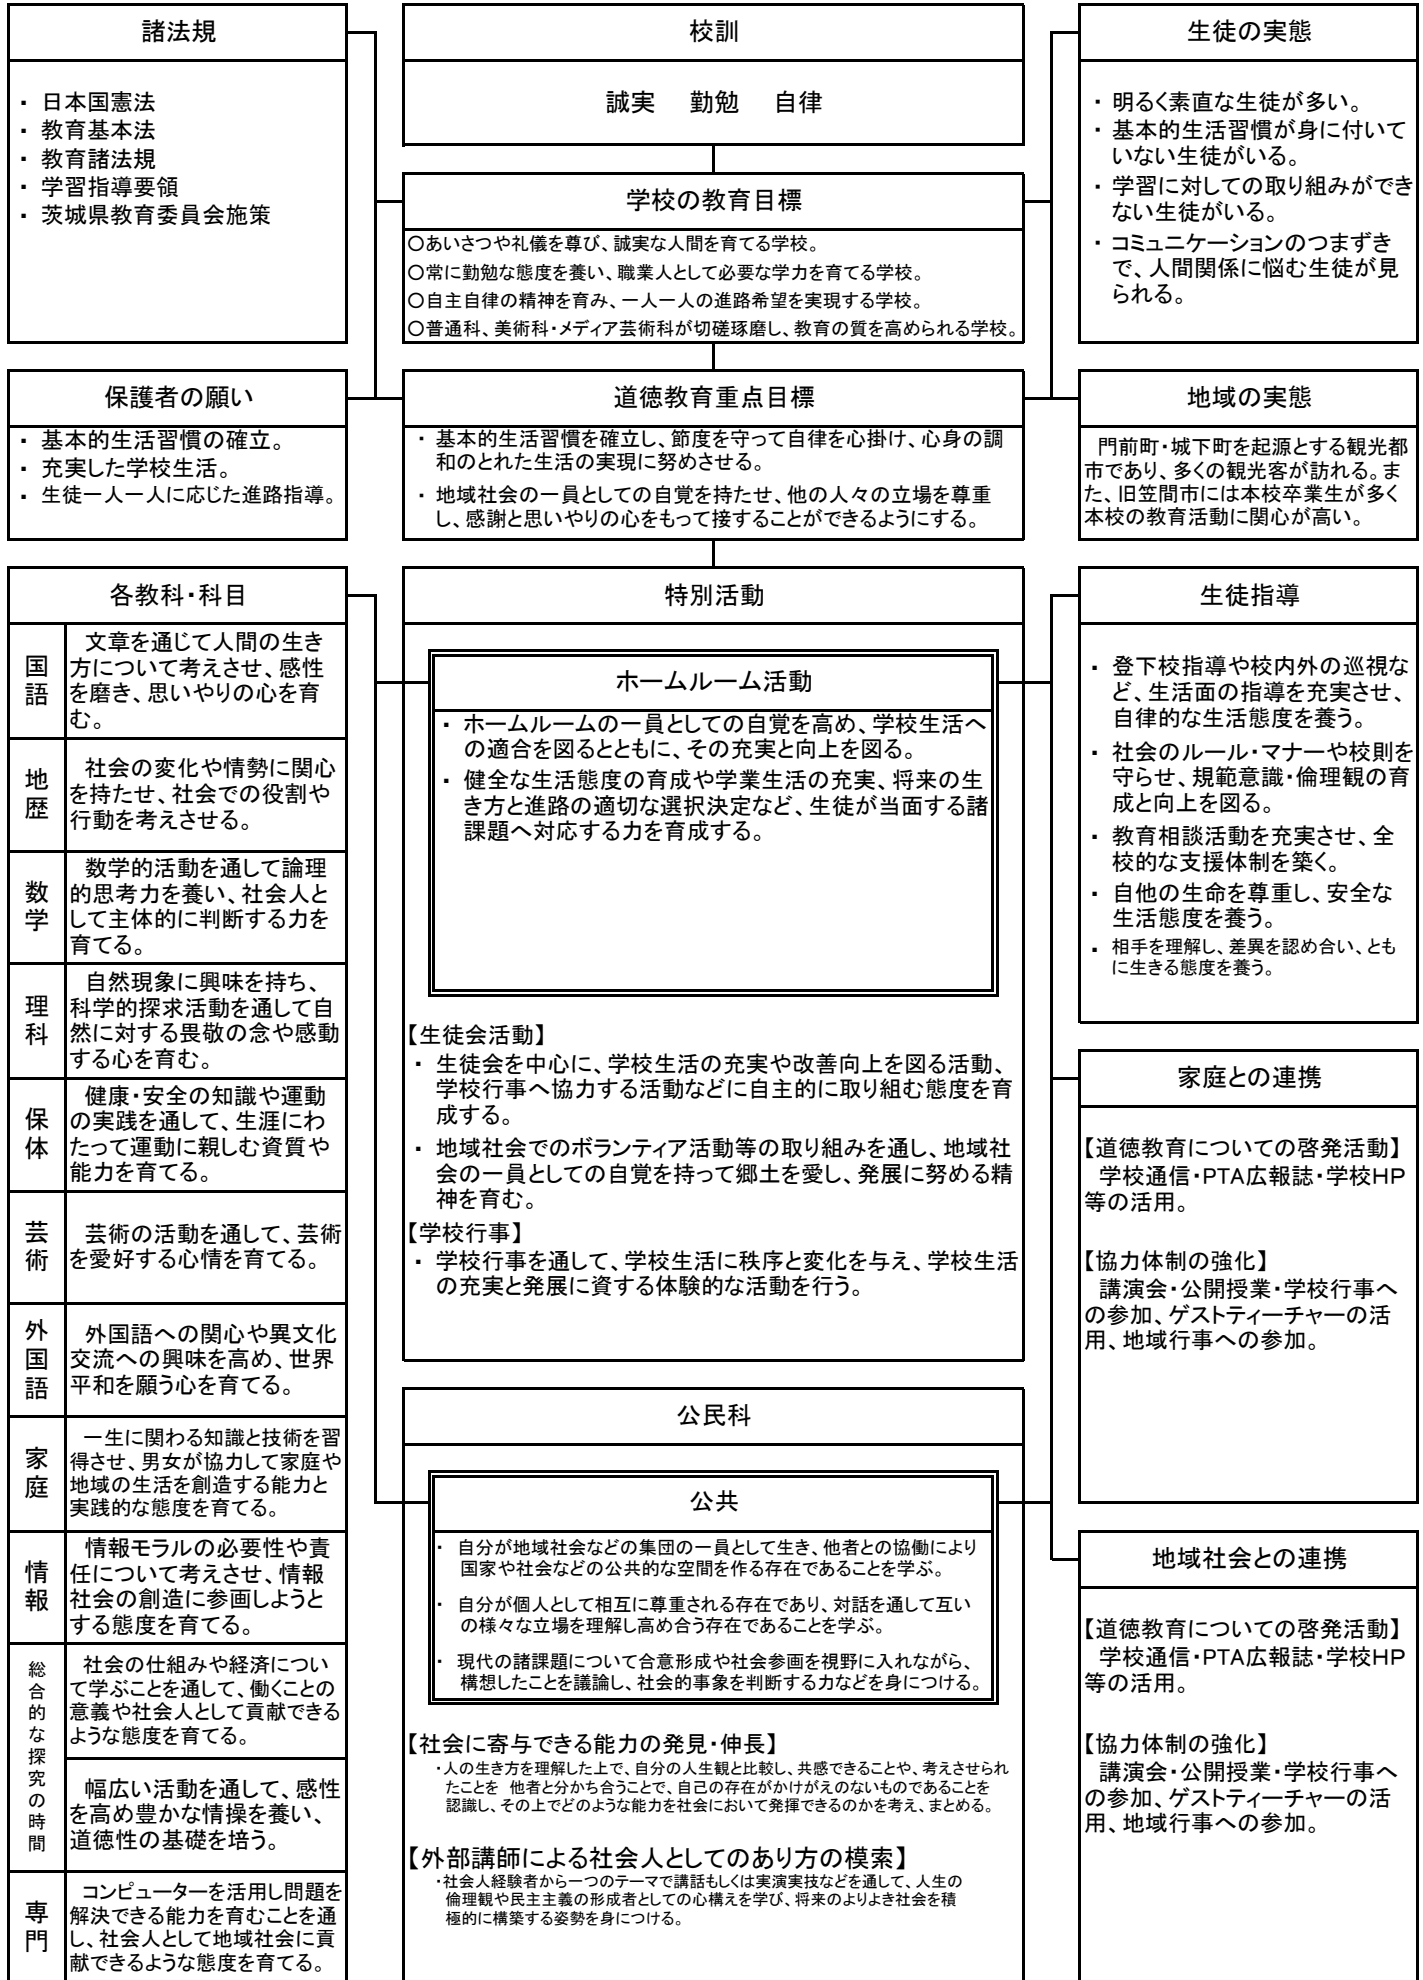 諸法規
・ 日本国憲法
・ 教育基本法
・ 教育諸法規
・ 学習指導要領
・ 茨城県教育委員会施策
校訓
誠実 勤勉 自律
学校の教育目標
〇あいさつや礼儀を尊び、誠実な人間を育てる学校。
〇常に勤勉な態度を養い、職業人として必要な学力を育てる学校。
〇自主自律の精神を育み、一人一人の進路希望を実現する学校。
〇普通科、美術科・メディア芸術科が切磋琢磨し、教育の質を高められる学校。
生徒の実態
・ 明るく素直な生徒が多い。
・ 基本的生活習慣が身に付いて
いない生徒がいる。
・ 学習に対しての取り組みができ
ない生徒がいる。
・ コミュニケーションのつまずき
で、人間関係に悩む生徒が見
られる。
保護者の願い
・ 基本的生活習慣の確立。
・ 充実した学校生活。
・ 生徒一人一人に応じた進路指導。
道徳教育重点目標
・ 基本的生活習慣を確立し、節度を守って自律を心掛け、心身の調
和のとれた生活の実現に努めさせる。
・ 地域社会の一員としての自覚を持たせ、他の人々の立場を尊重
し、感謝と思いやりの心をもって接することができるようにする。
地域の実態
門前町・城下町を起源とする観光都
市であり、多くの観光客が訪れる。ま
た、旧笠間市には本校卒業生が多く
本校の教育活動に関心が高い。
各教科・科目
国語
文章を通じて人間の生き
方について考えさせ、感性
を磨き、思いやりの心を育
む。
地歴
社会の変化や情勢に関心
を持たせ、社会での役割や
行動を考えさせる。
数学
数学的活動を通して論理
的思考力を養い、社会人と
して主体的に判断する力を
育てる。
理科
自然現象に興味を持ち、
科学的探求活動を通して自
然に対する畏敬の念や感動
する心を育む。
保体
健康・安全の知識や運動
の実践を通して、生涯にわ
たって運動に親しむ資質や
能力を育てる。
芸術
芸術の活動を通して、芸術
を愛好する心情を育てる。
外国語
外国語への関心や異文化
交流への興味を高め、世界
平和を願う心を育てる。
家庭
一生に関わる知識と技術を習
得させ、男女が協力して家庭や
地域の生活を創造する能力と
実践的な態度を育てる。
情報
情報モラルの必要性や責
任について考えさせ、情報
社会の創造に参画しようと
する態度を育てる。
総合的な探究の時間
社会の仕組みや経済につい
て学ぶことを通して、働くことの
意義や社会人として貢献できる
ような態度を育てる。
幅広い活動を通して、感性
を高め豊かな情操を養い、
道徳性の基礎を培う。
専門
コンピューターを活用し問題を
解決できる能力を育むことを通
し、社会人として地域社会に貢
献できるような態度を育てる。
特別活動
ホームルーム活動
・ ホームルームの一員としての自覚を高め、学校生活へ
の適合を図るとともに、その充実と向上を図る。
・ 健全な生活態度の育成や学業生活の充実、将来の生
き方と進路の適切な選択決定など、生徒が当面する諸
課題へ対応する力を育成する。
【生徒会活動】
・ 生徒会を中心に、学校生活の充実や改善向上を図る活動、
学校行事へ協力する活動などに自主的に取り組む態度を育
成する。
・ 地域社会でのボランティア活動等の取り組みを通し、地域社
会の一員としての自覚を持って郷土を愛し、発展に努める精
神を育む。
【学校行事】
・ 学校行事を通して、学校生活に秩序と変化を与え、学校生活
の充実と発展に資する体験的な活動を行う。
公民科
公共
・ 自分が地域社会などの集団の一員として生き、他者との協働により
国家や社会などの公共的な空間を作る存在であることを学ぶ。
・ 自分が個人として相互に尊重される存在であり、対話を通して互い
の様々な立場を理解し高め合う存在であることを学ぶ。
・ 現代の諸課題について合意形成や社会参画を視野に入れながら、
構想したことを議論し、社会的事象を判断する力などを身につける。
【社会に寄与できる能力の発見・伸長】
・人の生き方を理解した上で、自分の人生観と比較し、共感できることや、考えさせられ
たことを 他者と分かち合うことで、自己の存在がかけがえのないものであることを
認識し、その上でどのような能力を社会において発揮できるのかを考え、まとめる。
【外部講師による社会人としてのあり方の模索】
・社会人経験者から一つのテーマで講話もしくは実演実技などを通して、人生の
倫理観や民主主義の形成者としての心構えを学び、将来のよりよき社会を積
極的に構築する姿勢を身につける。
生徒指導
・ 登下校指導や校内外の巡視な
ど、生活面の指導を充実させ、
自律的な生活態度を養う。
・ 社会のルール・マナーや校則を
守らせ、規範意識・倫理観の育
成と向上を図る。
・ 教育相談活動を充実させ、全
校的な支援体制を築く。
・ 自他の生命を尊重し、安全な
生活態度を養う。
・ 相手を理解し、差異を認め合い、とも
に生きる態度を養う。
家庭との連携
【道徳教育についての啓発活動】
学校通信・PTA広報誌・学校HP
等の活用。
【協力体制の強化】
講演会・公開授業・学校行事へ
の参加、ゲストティーチャーの活
用、地域行事への参加。
地域社会との連携
【道徳教育についての啓発活動】
学校通信・PTA広報誌・学校HP
等の活用。
【協力体制の強化】
講演会・公開授業・学校行事へ
の参加、ゲストティーチャーの活
用、地域行事への参加。